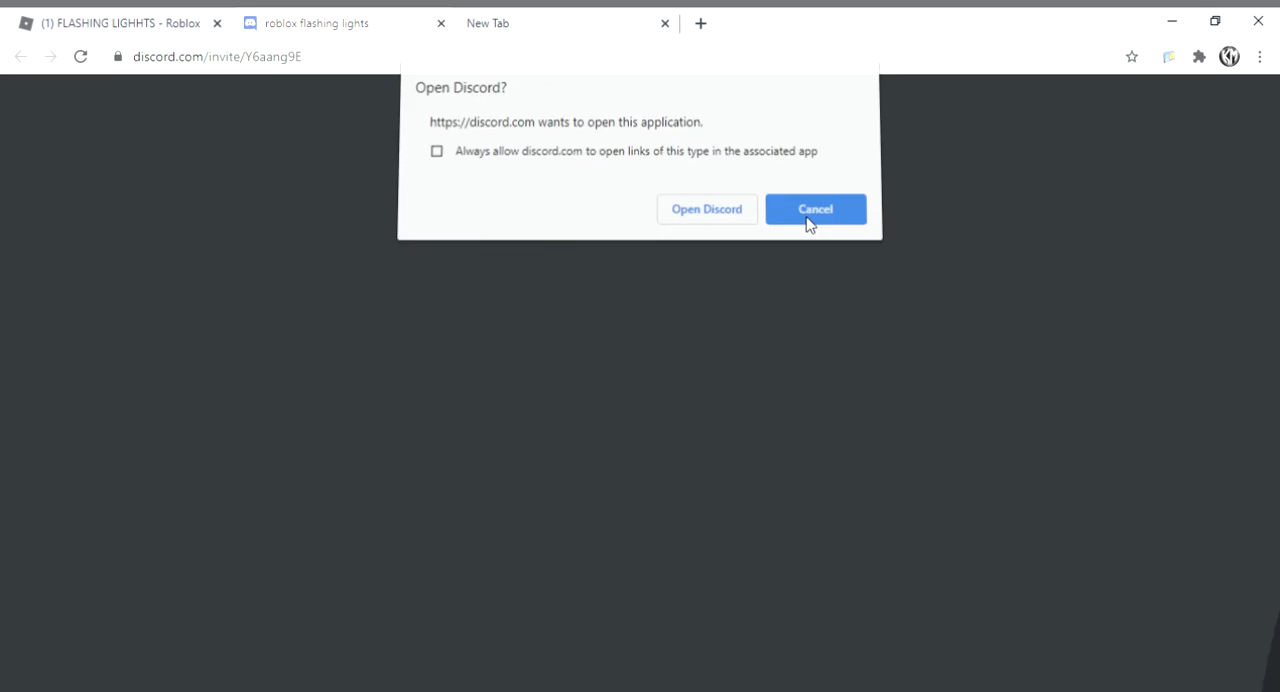 (1) FLASHING LIGHHTS - Roblox
roblox flashing lights
New Tab
discord.com/invite/Y6aang9E
KM
Open Discord?
https://discord.com wants to open this application.
Always allow discord.com to open links of this type in the associated app
Open Discord
Cancel